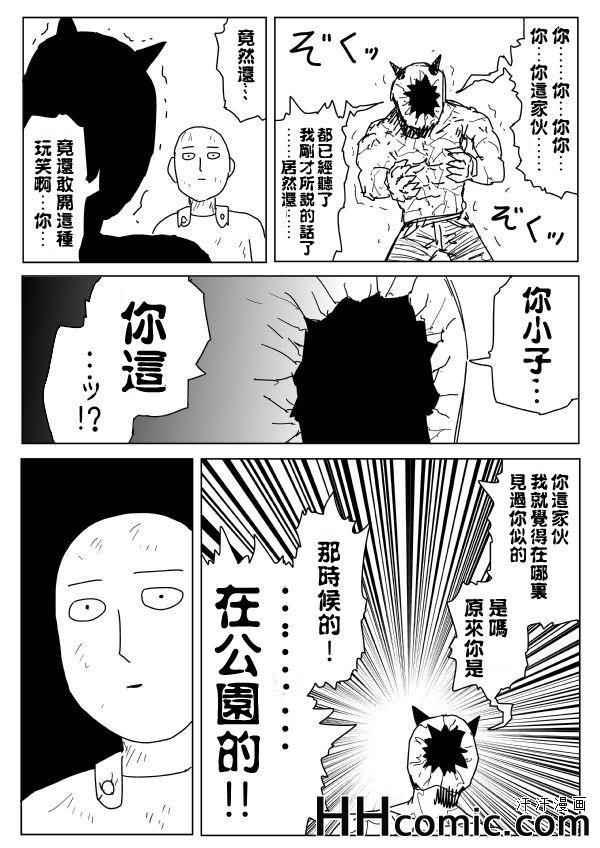 你……你…你你
你…你這家伙…
ぞくッ
都已經聽了
我剛才所說的話了
…居然還…
ぞくッ
竟然還…
竟還敢開這種
玩笑啊…你…
你小子…
你這
…ッ!?
你這家伙
我就覺得在哪裏
見過你似的
是嗎
原來你是
那時候的！
………
在公園的!!
汗汗漫画
HHcomic.com